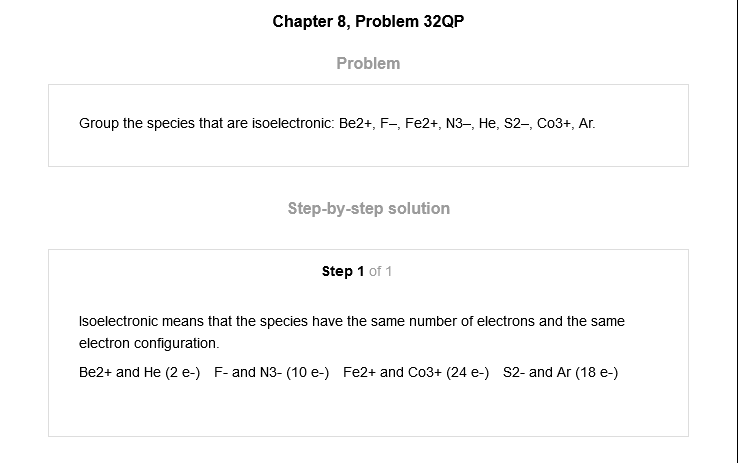 Chapter 8, Problem 32QP
Problem
Group the species that are isoelectronic: Be2+, F–, Fe2+, N3–, He, S2–, Co3+, Ar.
Step-by-step solution
Step 1 of 1
Isoelectronic means that the species have the same number of electrons and the same
electron configuration.
Be2+ and He (2 e-) F- and N3- (10 e-) Fe2+ and Co3+ (24 e-) S2- and Ar (18 e-)